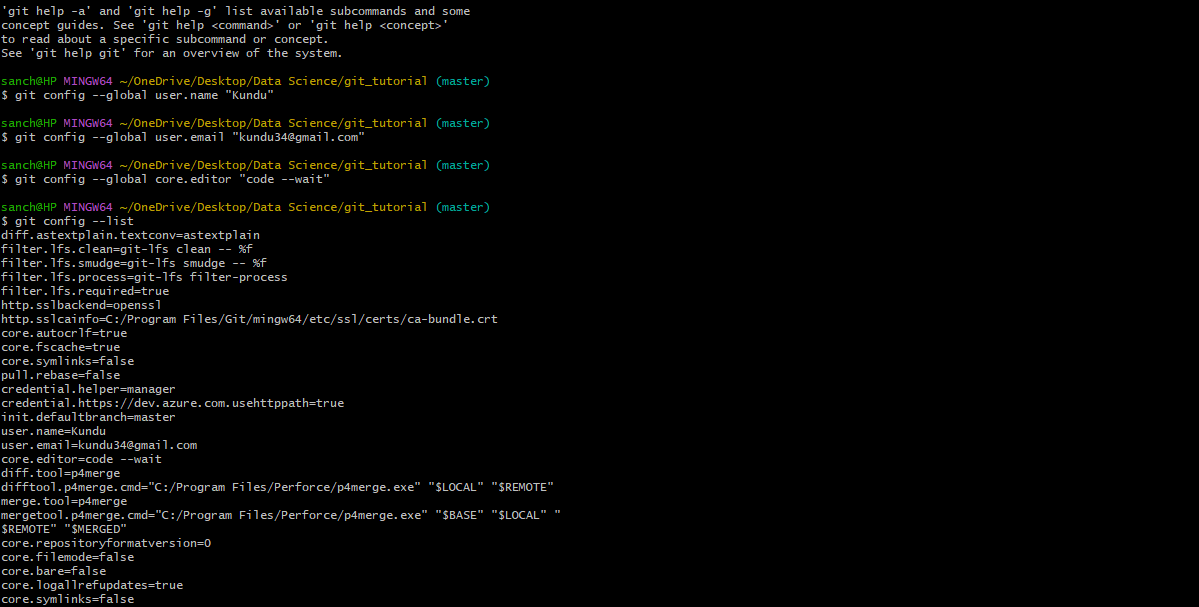 'git help -a' and 'git help -g' list available subcommands and some
concept guides. See 'git help <command>' or 'git help <concept>'
to read about a specific subcommand or concept.
See 'git help git' for an overview of the system.
sanch@HP MINGW64 ~/OneDrive/Desktop/Data Science/git_tutorial (master)
$ git config --global user.name "Kundu"
sanch@HP MINGW64 ~/OneDrive/Desktop/Data Science/git_tutorial (master)
$ git config --global user.email "kundu34@gmail.com"
sanch@HP MINGW64 ~/OneDrive/Desktop/Data Science/git_tutorial (master)
$ git config --global core.editor "code --wait"
sanch@HP MINGW64 ~/OneDrive/Desktop/Data Science/git_tutorial (master)
$ git config --list
diff.astextplain.textconv=astextplain
filter.lfs.clean=git-lfs clean -- %f
filter.lfs.smudge=git-lfs smudge -- %f
filter.lfs.process=git-lfs filter-process
filter.lfs.required=true
http.sslbackend=openssl
http.sslcainfo=C:/Program Files/Git/mingw64/etc/ssl/certs/ca-bundle.crt
core.autocrlf=true
core.fscache=true
core.symlinks=false
pull.rebase=false
credential.helper=manager
credential.https://dev.azure.com.usehttppath=true
init.defaultbranch=master
user.name=Kundu
user.email=kundu34@gmail.com
core.editor=code --wait
diff.tool=p4merge
difftool.p4merge.cmd="C:/Program Files/Perforce/p4merge.exe" "$LOCAL" "$REMOTE"
merge.tool=p4merge
mergetool.p4merge.cmd="C:/Program Files/Perforce/p4merge.exe" "$BASE" "$LOCAL" "
$REMOTE" "$MERGED"
core.repositoryformatversion=0
core.filemode=false
core.bare=false
core.logallrefupdates=true
core.symlinks=false